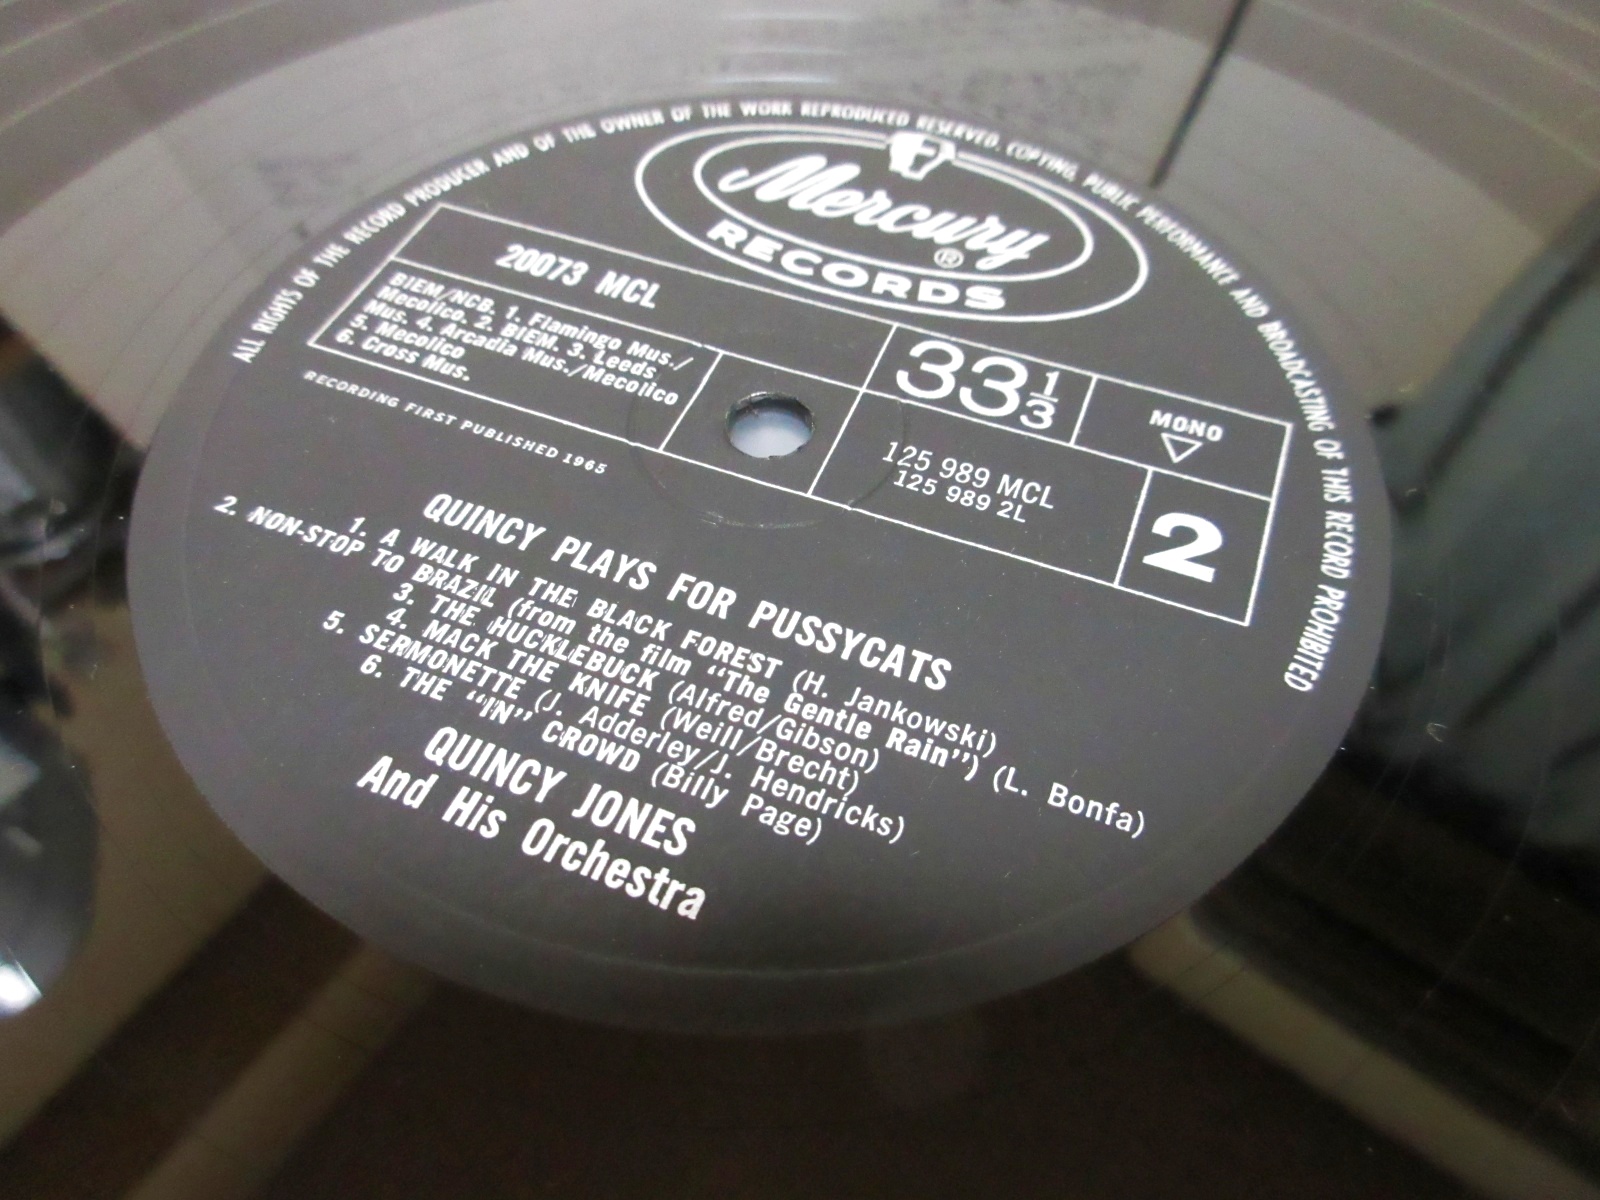 ALL RIGHTS OF THE RECORD PRODUCER AND OF THE OWNER OF THE WORK REPRODUCED RESERVED. COPYING, PUBLIC PERFORMANCE AND BROADCASTING OF THIS RECORD PROHIBITED
Mercury
®
RECORDS
20073 MCL
BIEM/NCB. 1. Flamingo Mus./
Mecolico. 2. BIEM. 3. Leeds
Mus. 4. Arcadia Mus./Mecolico
5. Mecolico
6. Cross Mus.
33 1/3
MONO
125 989 MCL
125 989 2L
2
RECORDING FIRST PUBLISHED 1965
QUINCY PLAYS FOR PUSSYCATS
1. A WALK IN THE BLACK FOREST (H. Jankowski)
2. NON-STOP TO BRAZIL (from the film "The Gentle Rain") (L. Bonfa)
3. THE HUCKLEBUCK (Alfred/Gibson)
4. MACK THE KNIFE (Weill/Brecht)
5. SERMONETTE (J. Adderley/J. Hendricks)
6. THE "IN" CROWD (Billy Page)
QUINCY JONES
And His Orchestra